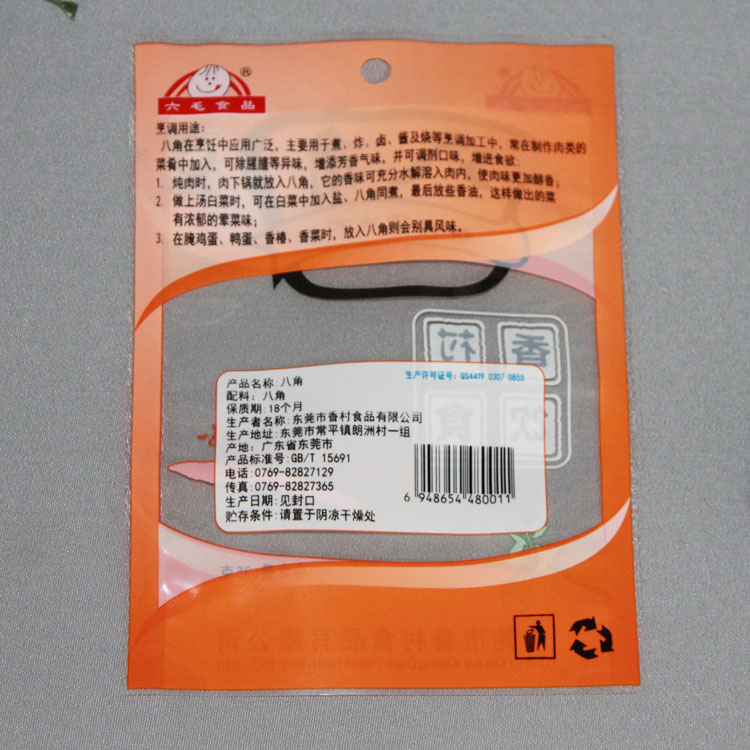 ®
六毛食品
烹调用途：
八角在烹饪中应用广泛，主要用于煮、炸、卤、酱及烧等烹调加工中，常在制作肉类的
菜肴中加入，可除腥膻等异味，增添芳香气味，并可调剂口味，增进食欲：
1. 炖肉时，肉下锅就放入八角，它的香味可充分水解溶入肉内，使肉味更加醇香；
2. 做上汤白菜时，可在白菜中加入盐、八角同煮，最后放些香油，这样做出的菜
有浓郁的荤菜味；
3. 在腌鸡蛋、鸭蛋、香椿、香菜时，放入八角则会别具风味。
香村
饮食
生产许可证号：QS4419 0307 0855
产品名称：八角
配料：八角
保质期：18个月
生产者名称：东莞市香村食品有限公司
生产地址：东莞市常平镇朗洲村一组
产地：广东省东莞市
产品标准号：GB/T 15691
电话：0769-82827129
传真：0769-82827365
生产日期：见封口
贮存条件：请置于阴凉干燥处
6 948654 480011